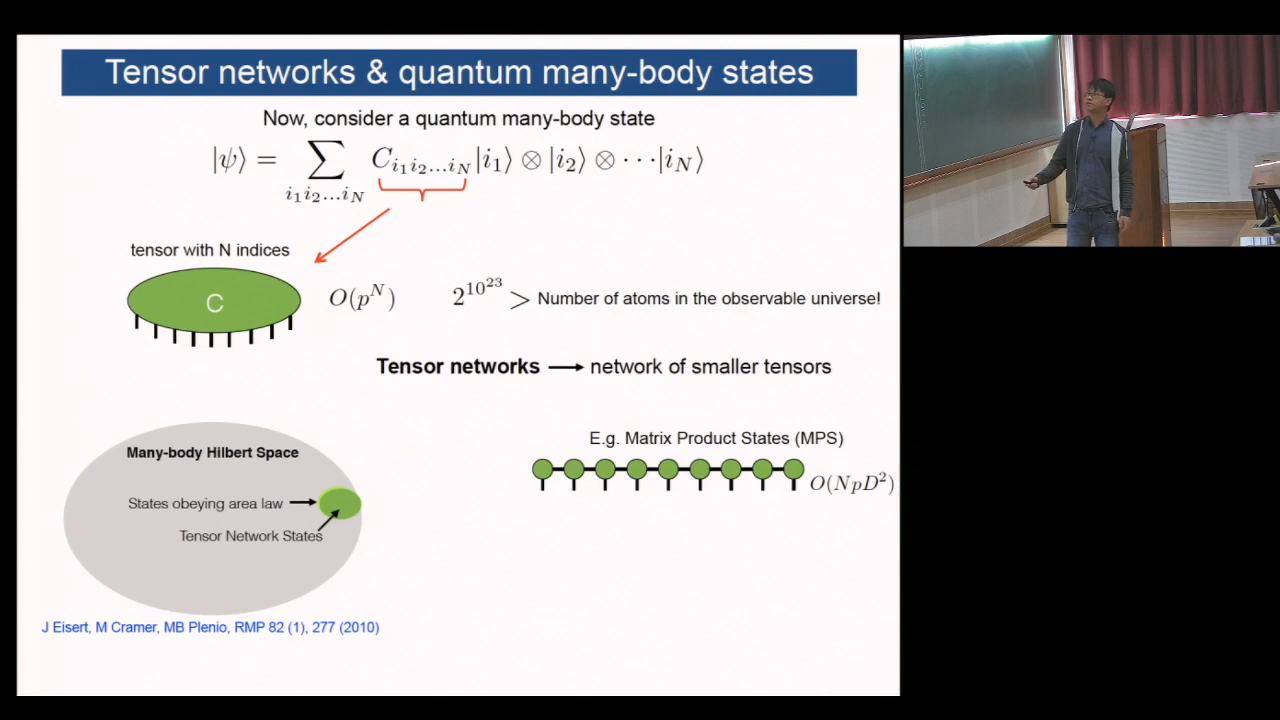 Tensor networks & quantum many-body states
Now, consider a quantum many-body state
|ψ⟩ = ∑_{i₁i₂...i_N} C_{i₁i₂...i_N} |i₁⟩ ⊗ |i₂⟩ ⊗ ··· |i_N⟩
tensor with N indices
C
O(p^N)
2^{10^{23}} > Number of atoms in the observable universe!
Tensor networks → network of smaller tensors
E.g. Matrix Product States (MPS)
O(NpD²)
Many-body Hilbert Space
States obeying area law
Tensor Network States
J Eisert, M Cramer, MB Plenio, RMP 82 (1), 277 (2010)